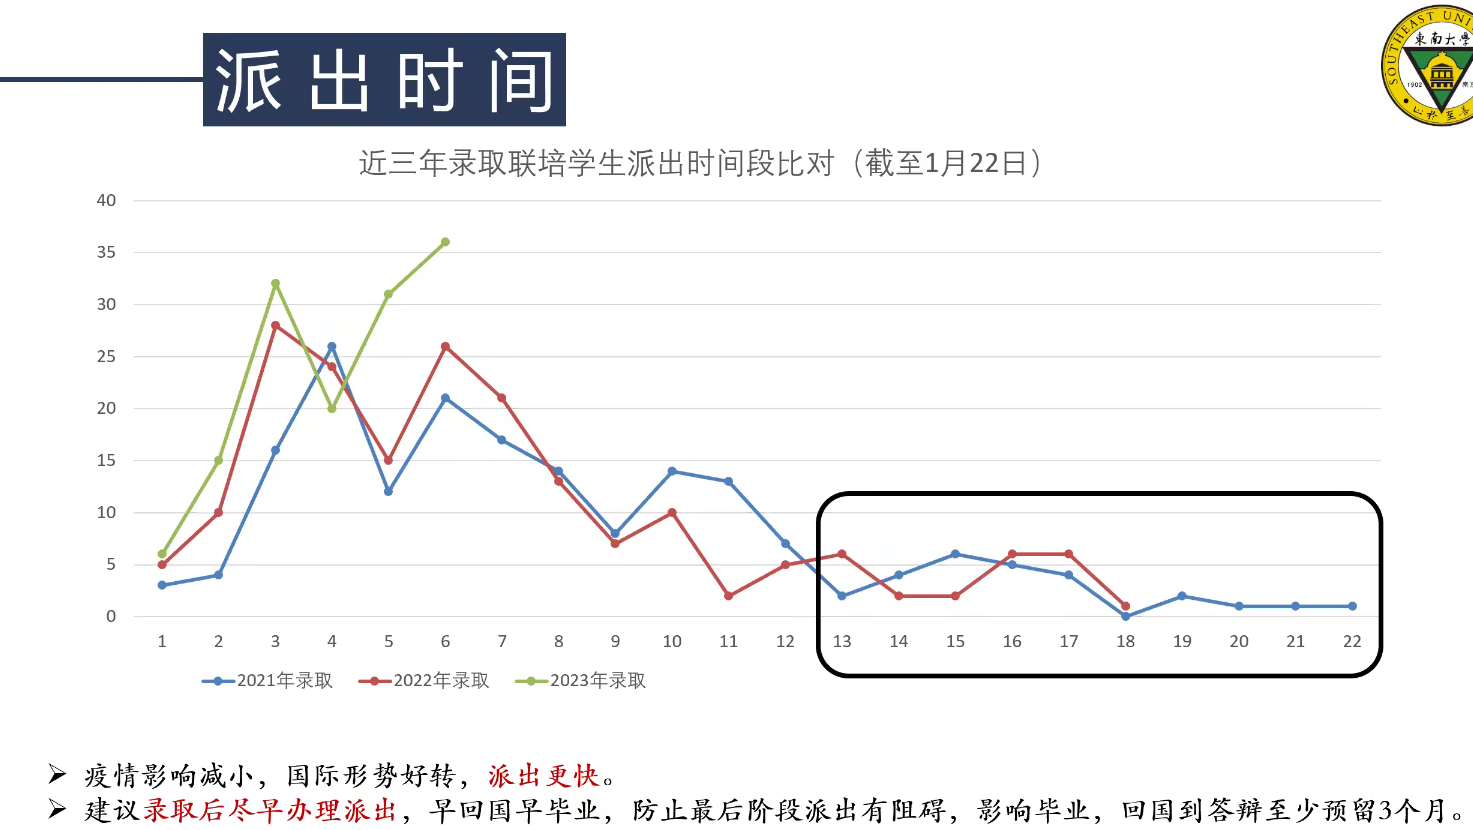 派出时间
SOUTHEAST UNI
東南大學
1902
南京
止於至善
近三年录取联培学生派出时间段比对（截至1月22日）
40
35
30
25
20
15
10
5
0
1 2 3 4 5 6 7 8 9 10 11 12 13 14 15 16 17 18 19 20 21 22
2021年录取 2022年录取 2023年录取
➢ 疫情影响减小，国际形势好转，派出更快。
➢ 建议录取后尽早办理派出，早回国早毕业，防止最后阶段派出有阻碍，影响毕业，回国到答辩至少预留3个月。